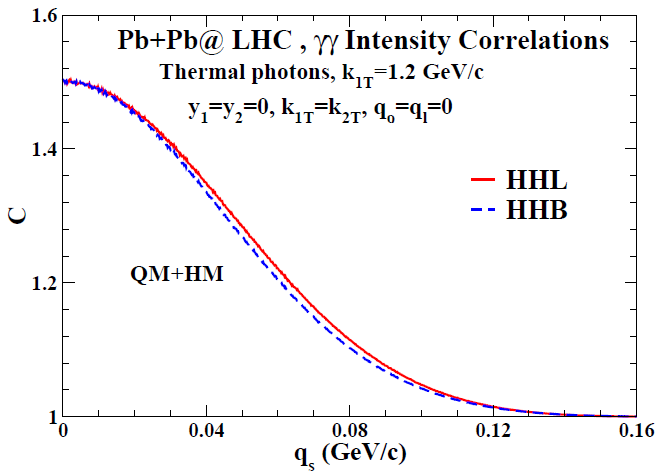 Pb+Pb@ LHC , γγ Intensity Correlations
Thermal photons, k1T=1.2 GeV/c
y1=y2=0, k1T=k2T, qo=ql=0
HHL
HHB
QM+HM
C
1.6
1.4
1.2
1
0 0.04 0.08 0.12 0.16
qs (GeV/c)